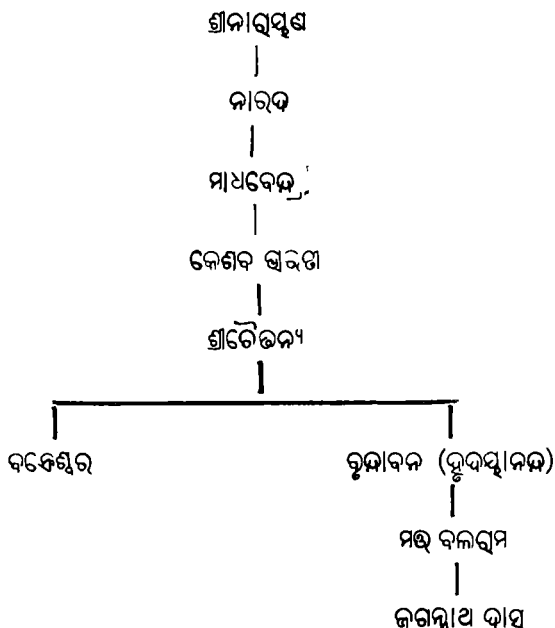 ଶ୍ରୀନାରାୟଣ
ନାରଦ
ମାଧବେନ୍ଦ୍ର
କେଶବ ଭାରତୀ
ଶ୍ରୀଚୈତନ୍ୟ
ବକ୍ରେଶ୍ୱର ବୃନ୍ଦାବନ (ହୃଦୟାନନ୍ଦ)
ମତ୍ତ ବଳରାମ
ଜଗନ୍ନାଥ ଦାସ